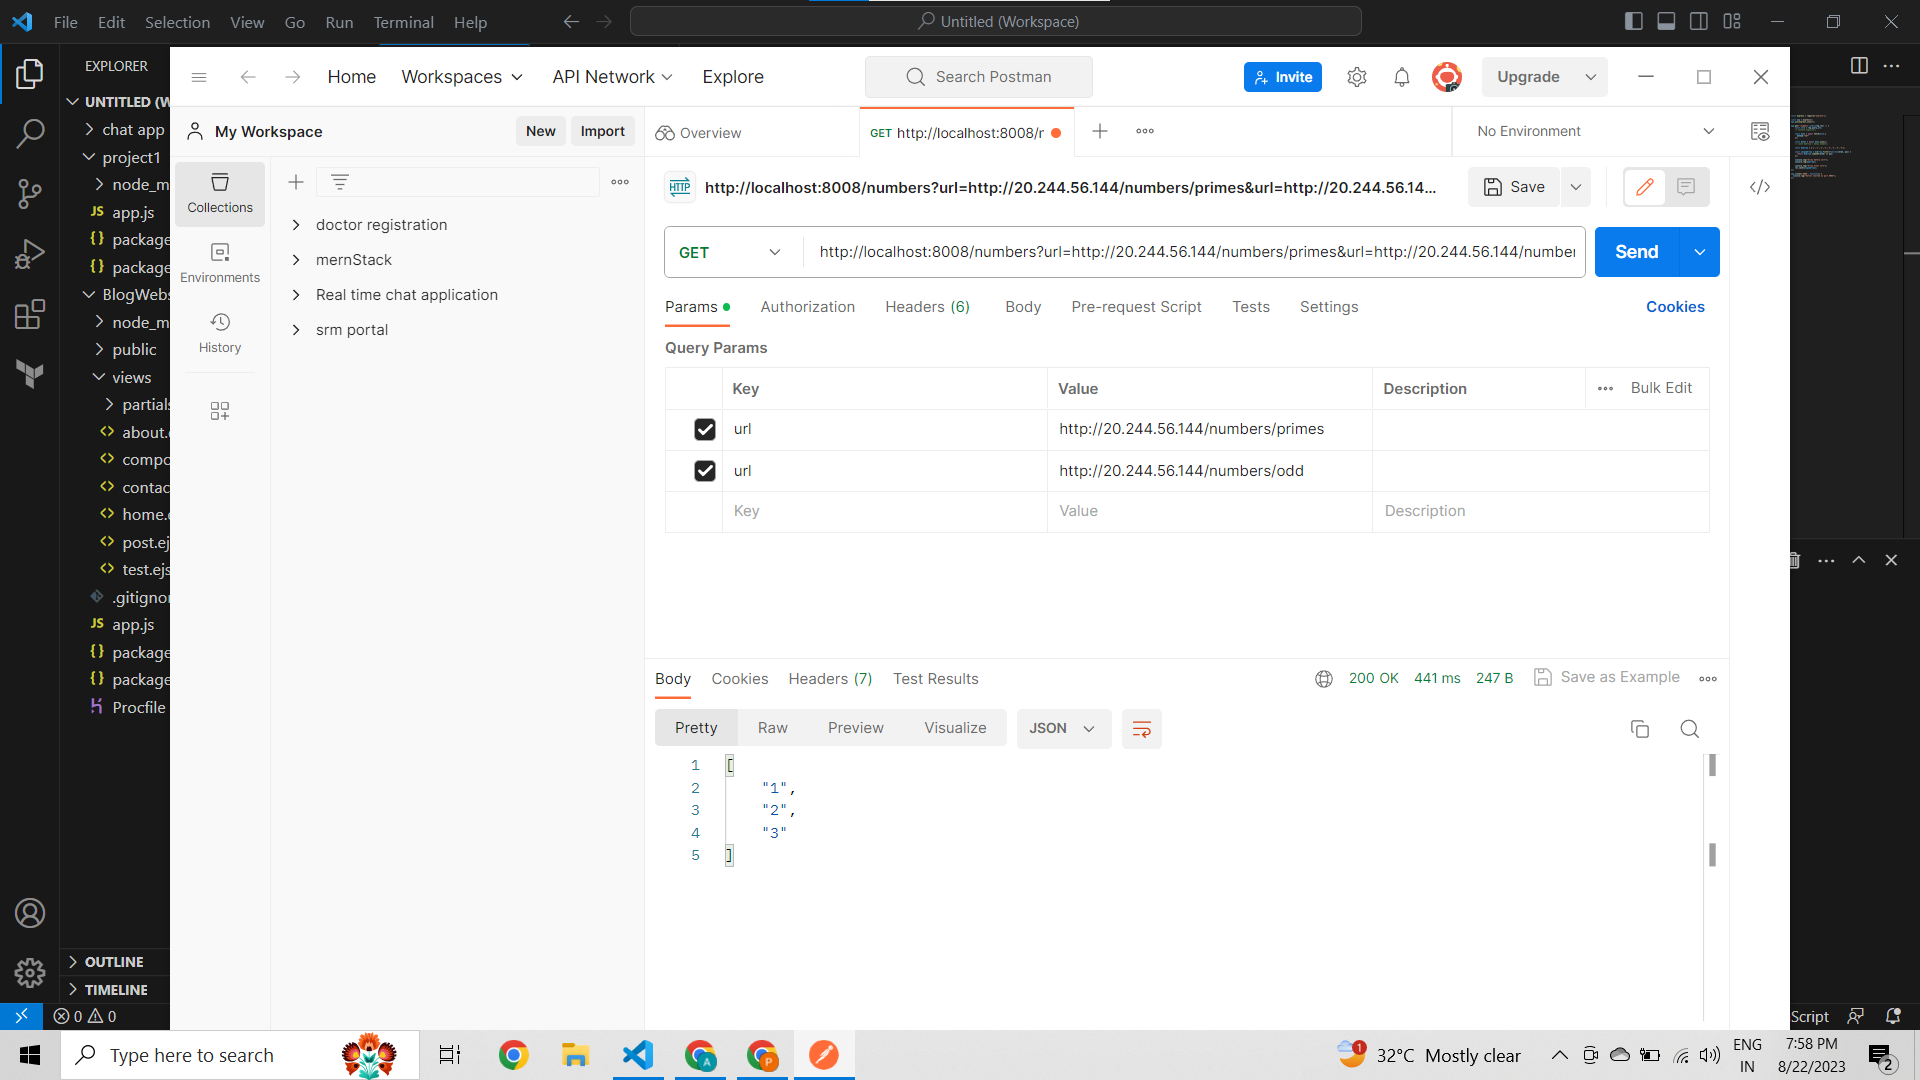 File Edit Selection View Go Run Terminal Help
Untitled (Workspace)
EXPLORER
UNTITLED (W
chat app
project1
node_m
app.js
package
package
BlogWebs
node_m
public
views
partials
about.
compo
contac
home.
post.ej
test.ejs
.gitigno
app.js
package
package
Procfile
OUTLINE
TIMELINE
0 0
Home Workspaces API Network Explore
Search Postman
Invite
Upgrade
My Workspace
New Import
Overview
GET http://localhost:8008/r
No Environment
Collections
Environments
History
doctor registration
mernStack
Real time chat application
srm portal
HTTP
http://localhost:8008/numbers?url=http://20.244.56.144/numbers/primes&url=http://20.244.56.14...
Save
GET
http://localhost:8008/numbers?url=http://20.244.56.144/numbers/primes&url=http://20.244.56.144/number
Send
Params Authorization Headers (6) Body Pre-request Script Tests Settings Cookies
Query Params
Key Value Description Bulk Edit
url http://20.244.56.144/numbers/primes
url http://20.244.56.144/numbers/odd
Key Value Description
Body Cookies Headers (7) Test Results
200 OK 441 ms 247 B Save as Example
Pretty Raw Preview Visualize JSON
1 [
2 "1",
3 "2",
4 "3"
5 ]
Script
Type here to search
1
32°C Mostly clear
ENG
IN
7:58 PM
8/22/2023
2
A
P